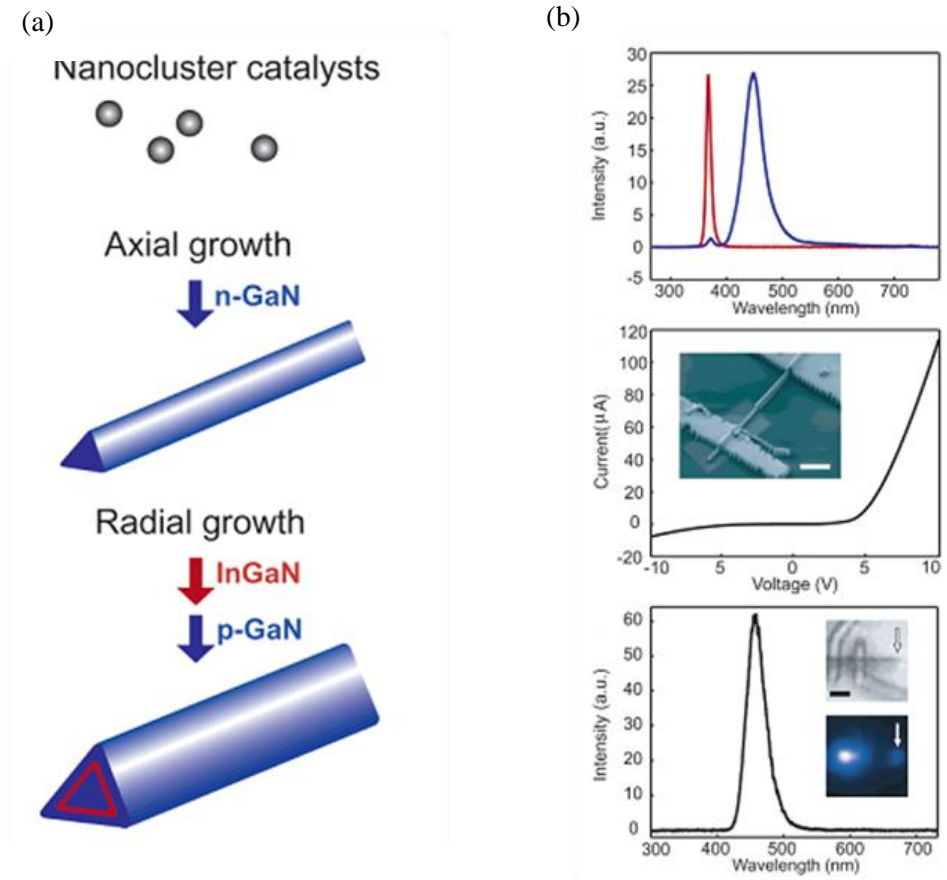 (a)
Nanocluster catalysts
Axial growth
n-GaN
Radial growth
InGaN
p-GaN
(b)
30
25
20
15
10
5
0
-5
Intensity (a.u.)
300 400 500 600 700
Wavelength (nm)
120
100
80
60
40
20
0
-20
Current(μA)
-10 5 0 5 10
Voltage (V)
60
50
40
30
20
10
0
Intensity (a.u.)
300 400 500 600 700
Wavelength (nm)